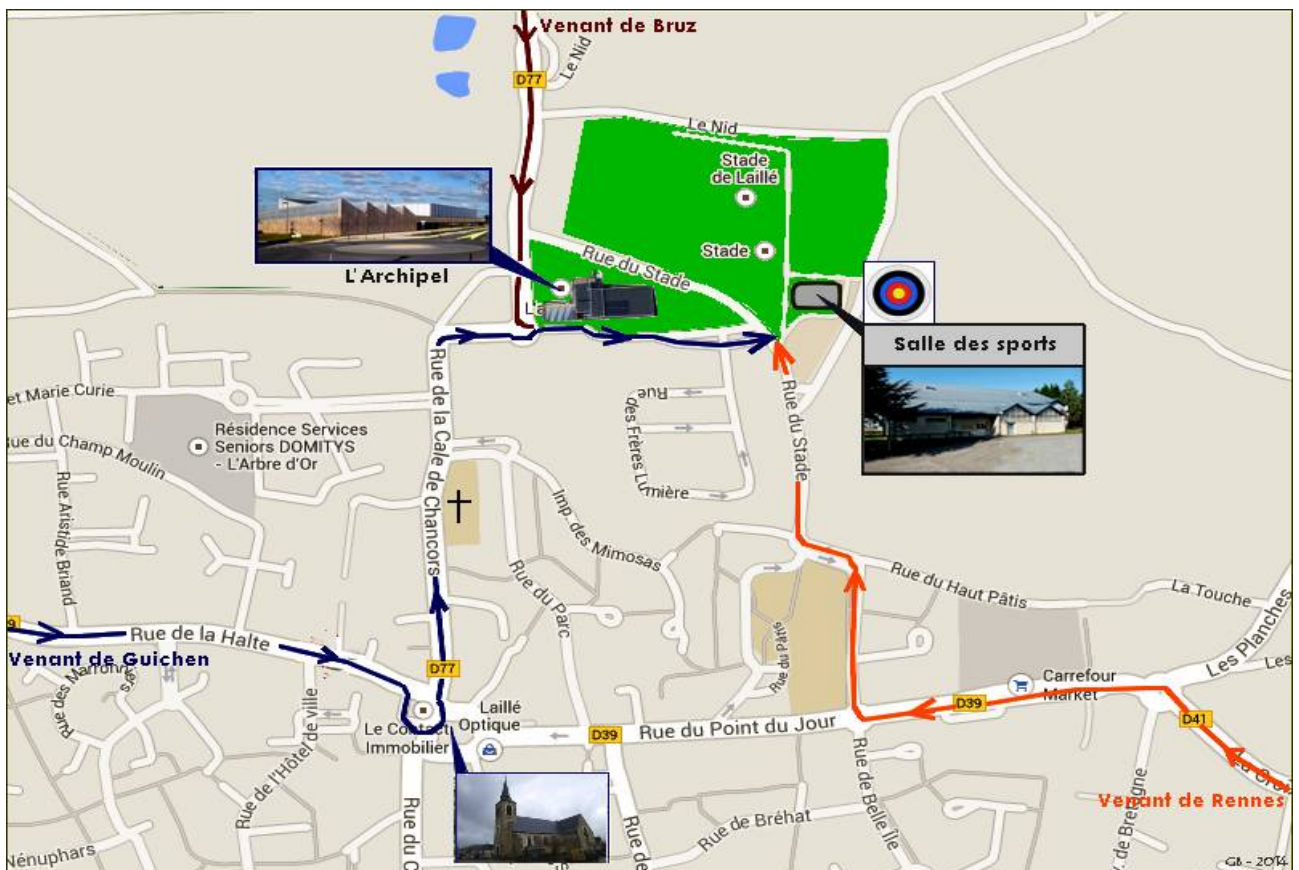 Venant de Bruz
Le Nid
D77
Le Nid
Stade
de Laillé
Stade
Rue du Stade
L'Archipel
Salle des sports
Rue de la Cale de Chancors
et Marie Curie
Rue
des Frères Lumière
Rue du Stade
Résidence Services
Seniors DOMITYS
- L'Arbre d'Or
Rue du Champ Moulin
Rue Aristide Briand
Imp. des Mimosas
Rue du Parc
Rue du Haut Pâtis
La Touche
Les Planches
Les
9
Rue de la Halte
Venant de Guichen
D77
Carrefour
Market
D39
D41
Laillé
Optique
Le Contact
Immobilier
D39
Rue du Point du Jour
Rue de l'Hôtel de ville
Venant de Rennes
Rue de Belle Île
Rue de Bréhat
. de Bretagne
Rue du C
Nénuphars
GB - 2014